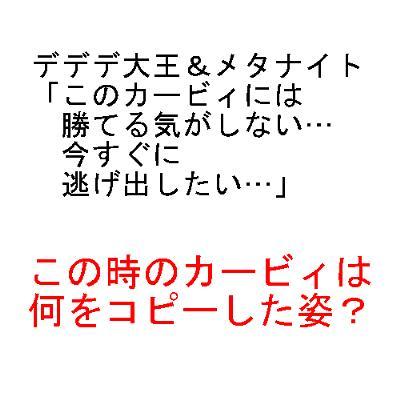 デデデ大王＆メタナイト
「このカービィには
勝てる気がしない…
今すぐに
逃げ出したい…」
この時のカービィは
何をコピーした姿？